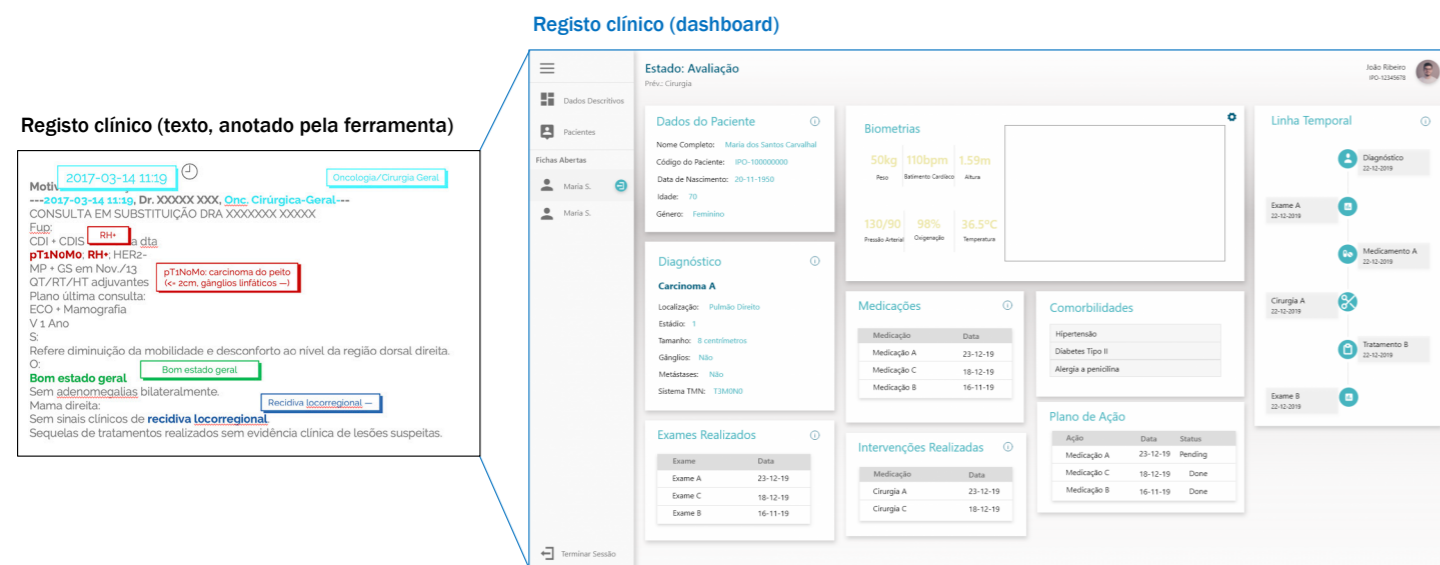 Registo clínico (dashboard)
Registo clínico (texto, anotado pela ferramenta)
2017-03-14 11:19
Oncologia/Cirurgia Geral
Motiv
---2017-03-14 11:19, Dr. XXXXX XXX, Onc. Cirúrgica-Geral---
CONSULTA EM SUBSTITUIÇÃO DRA XXXXXXX XXXXX
Fup:
RH+
CDI + CDIS a dta
pT1N0M0; RH+; HER2-
MP + GS em Nov./13
pT1NoMo: carcinoma do peito
(<= 2cm, gânglios linfáticos —)
QT/RT/HT adjuvantes
Plano última consulta:
ECO + Mamografia
V 1 Ano
S:
Refere diminuição da mobilidade e desconforto ao nível da região dorsal direita.
O:
Bom estado geral
Bom estado geral
Sem adenomegalias bilateralmente.
Mama direita:
Recidiva locorregional —
Sem sinais clínicos de recidiva locorregional.
Sequelas de tratamentos realizados sem evidência clínica de lesões suspeitas.
Dados Descritivos
Pacientes
Fichas Abertas
Maria S.
Maria S.
Terminar Sessão
Estado: Avaliação
Prév.: Cirurgia
João Ribeiro
IPO-12345678
Dados do Paciente
Nome Completo: Maria dos Santos Carvalhal
Código do Paciente: IPO-100000000
Data de Nascimento: 20-11-1950
Idade: 70
Género: Feminino
Diagnóstico
Carcinoma A
Localização: Pulmão Direito
Estádio: 1
Tamanho: 8 centrímetros
Gânglios: Não
Metástases: Não
Sistema TMN: T3M0N0
Exames Realizados
Exame Data
Exame A 23-12-19
Exame C 18-12-19
Exame B 16-11-19
Biometrias
50kg 110bpm 1.59m
Peso Batimento Cardíaco Altura
130/90 98% 36.5ºC
Pressão Arterial Oxigenação Temperatura
Medicações
Medicação Data
Medicação A 23-12-19
Medicação C 18-12-19
Medicação B 16-11-19
Intervenções Realizadas
Medicação Data
Cirurgia A 23-12-19
Cirurgia C 18-12-19
Comorbilidades
Hipertensão
Diabetes Tipo II
Alergia a penicilina
Plano de Ação
Ação Data Status
Medicação A 23-12-19 Pending
Medicação C 18-12-19 Done
Medicação B 16-11-19 Done
Linha Temporal
Diagnóstico
22-12-2019
Exame A
22-12-2019
Medicamento A
22-12-2019
Cirurgia A
22-12-2019
Tratamento B
22-12-2019
Exame B
22-12-2019